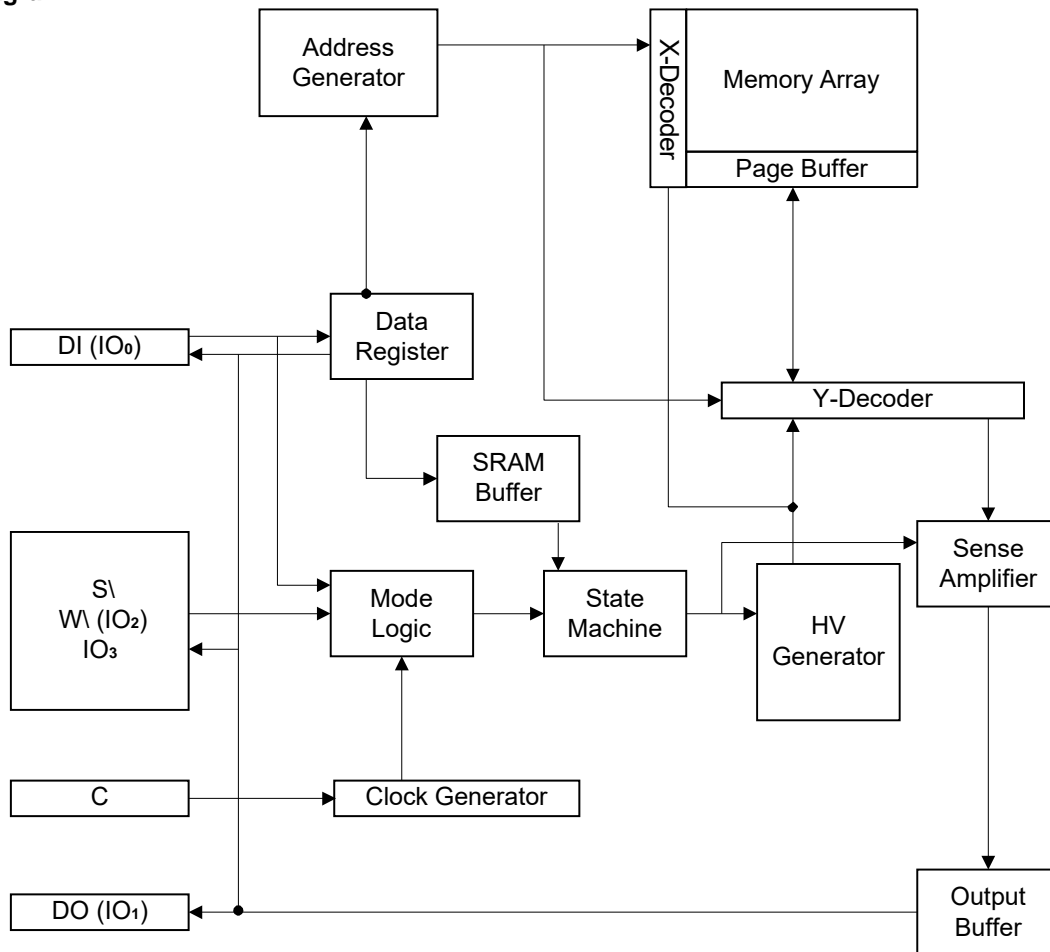 Address
Generator
X-Decoder
Memory Array
Page Buffer
Data
Register
DI (IO₀)
Y-Decoder
SRAM
Buffer
S\
W\ (IO₂)
IO₃
Mode
Logic
State
Machine
HV
Generator
Sense
Amplifier
C
Clock Generator
DO (IO₁)
Output
Buffer